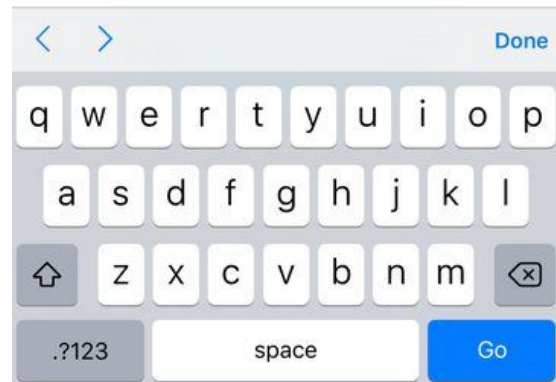 Done
q w e r t y u i o p
a s d f g h j k l
z x c v b n m
.?123 space Go